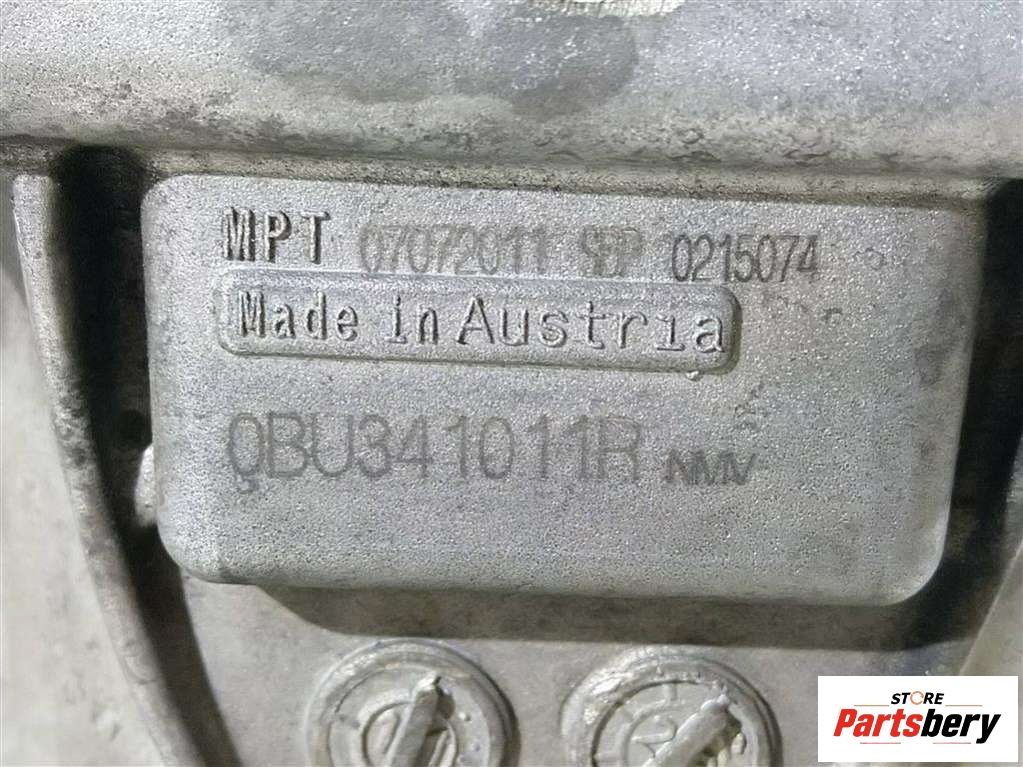 MPT 07072011 SBP 0215074
Made in Austria
0BU341011R NMV
STORE
Partsbery